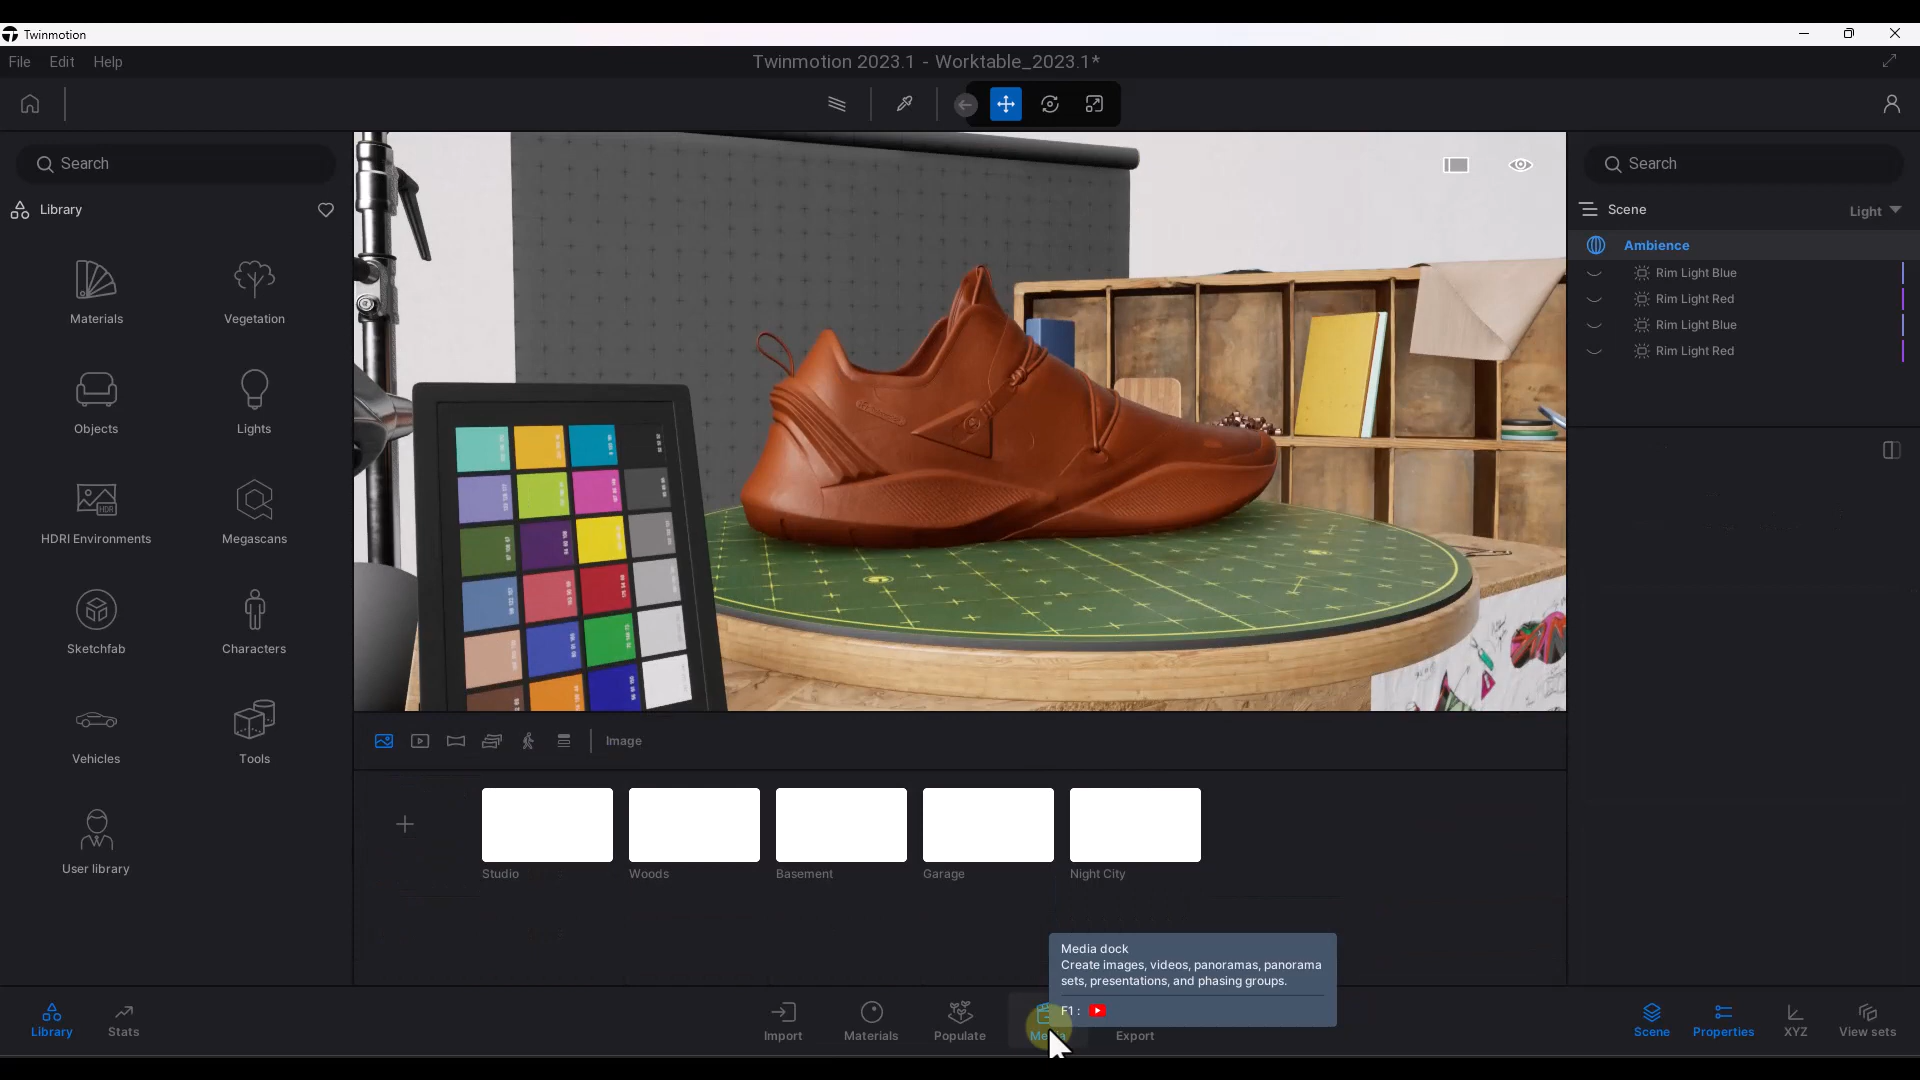 Twinmotion
File Edit Help
Twinmotion 2023.1 - Worktable_2023.1*
Search
Library
Materials
Vegetation
Objects
Lights
HDR
HDRI Environments
Megascans
Sketchfab
Characters
Vehicles
Tools
User library
Image
Studio
Woods
Basement
Garage
Night City
Media dock
Create images, videos, panoramas, panorama
sets, presentations, and phasing groups.
F1 :
Search
Scene
Light
Ambience
Rim Light Blue
Rim Light Red
Rim Light Blue
Rim Light Red
Library
Stats
Import
Materials
Populate
Media
Export
Scene
Properties
XYZ
View sets